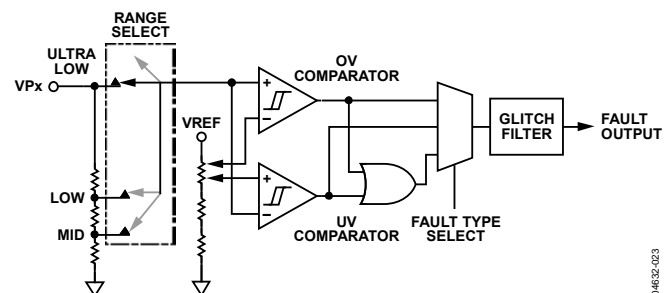 RANGE
SELECT
ULTRA
LOW
VPx
LOW
MID
VREF
+
–
OV
COMPARATOR
+
–
UV
COMPARATOR
FAULT TYPE
SELECT
GLITCH
FILTER
FAULT
OUTPUT
04632-023